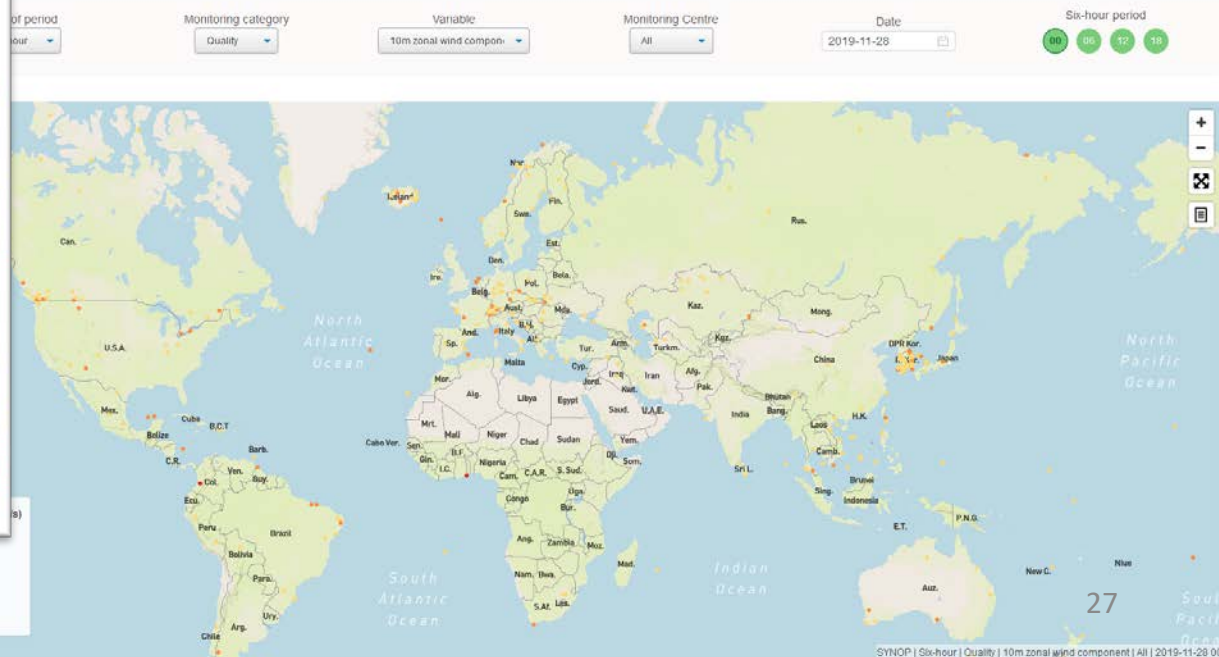 of period
Monitoring category
Variable
Monitoring Centre
Date
Six-hour period
our
Quality
10m zonal wind compon
All
2019-11-28
00
06
12
18
+
−
Nor.
Fin.
Swe.
Rus.
Can.
Est.
Den.
Bela.
Pol.
Ire.
Belg.
Kaz.
Mda.
Aust.
Mong.
North
Atlantic
Ocean
And.
Italy
Sp.
North
Pacific
Ocean
U.S.A.
DPR Kor.
Japan
Tur.
Arm.
Turkm.
Kgz.
China
Malta
Cyp.
Iran
Afg.
Mor.
Jord.
Kwt.
Pak.
Alg.
Libya
Egypt
Bhutan
Mex.
Saud.
U.A.E.
India
Bang.
Cuba
H.K.
B.C.T
Mrt.
Laos
Belize
Mali
Niger
Chad
Sudan
Yem.
Cabo Ver.
Sen.
Camb.
C.R.
Barb.
B.F.
Dji.
Gin.
Nigeria
Som.
Ven.
I.C.
C.A.R.
S. Sud.
Sri L.
Col.
Guy.
Cam.
Brunei
Uga.
Sing.
Indonesia
Ecu.
Congo
Bur.
s)
P.N.G.
Peru
Brazil
E.T.
Ang.
Zambia
Moz.
Bolivia
Mad.
Indian
Ocean
New C.
Niue
Para.
South
Atlantic
Ocean
Nam.
Bwa.
Aus.
27
S.Af.
Les.
Ury.
Arg.
Chile
SYNOP | Six-hour | Quality | 10m zonal wind component | All | 2019-11-28 00